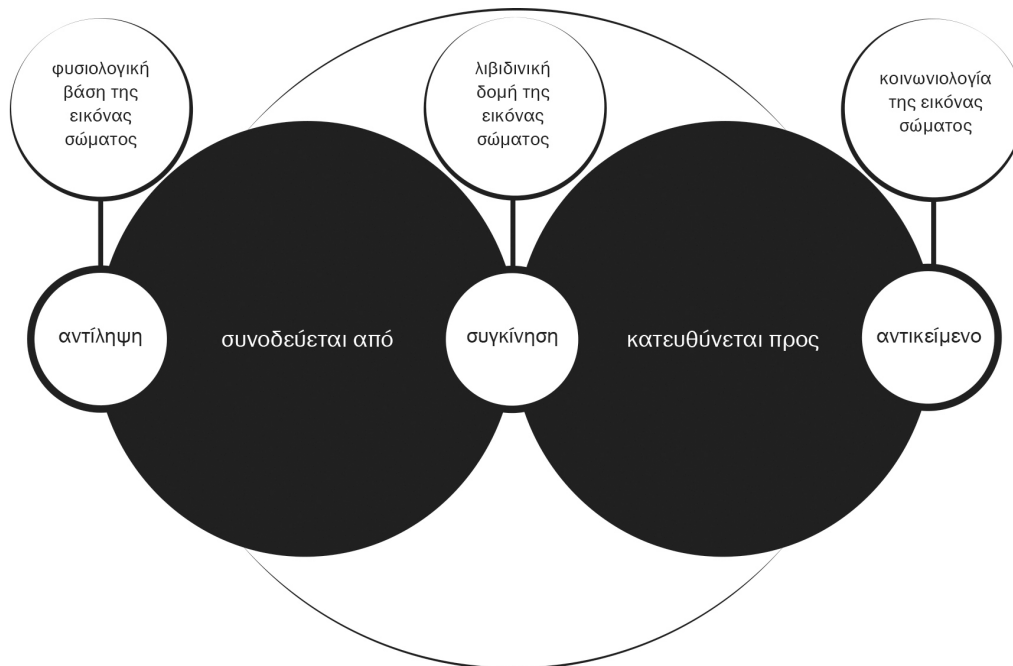 φυσιολογική
βάση της
εικόνας
σώματος
λιβιδινική
δομή της
εικόνας
σώματος
κοινωνιολογία
της εικόνας
σώματος
αντίληψη
συνοδεύεται από
συγκίνηση
κατευθύνεται προς
αντικείμενο